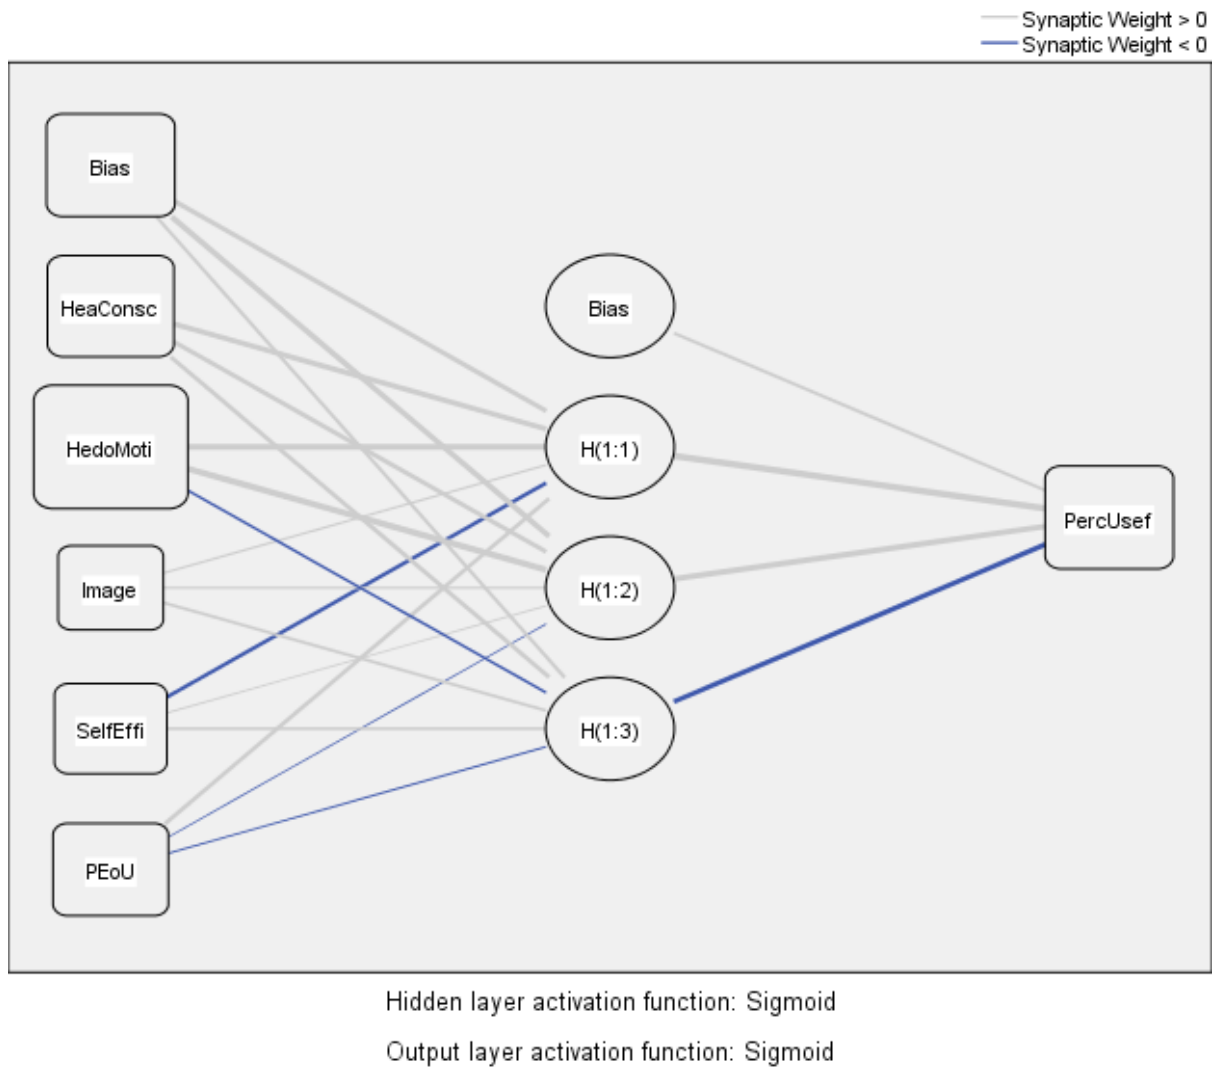 Synaptic Weight > 0
Synaptic Weight < 0
Bias
HeaConsc
HedoMoti
Image
SelfEffi
PEoU
Bias
H(1:1)
H(1:2)
H(1:3)
PercUsef
Hidden layer activation function: Sigmoid
Output layer activation function: Sigmoid